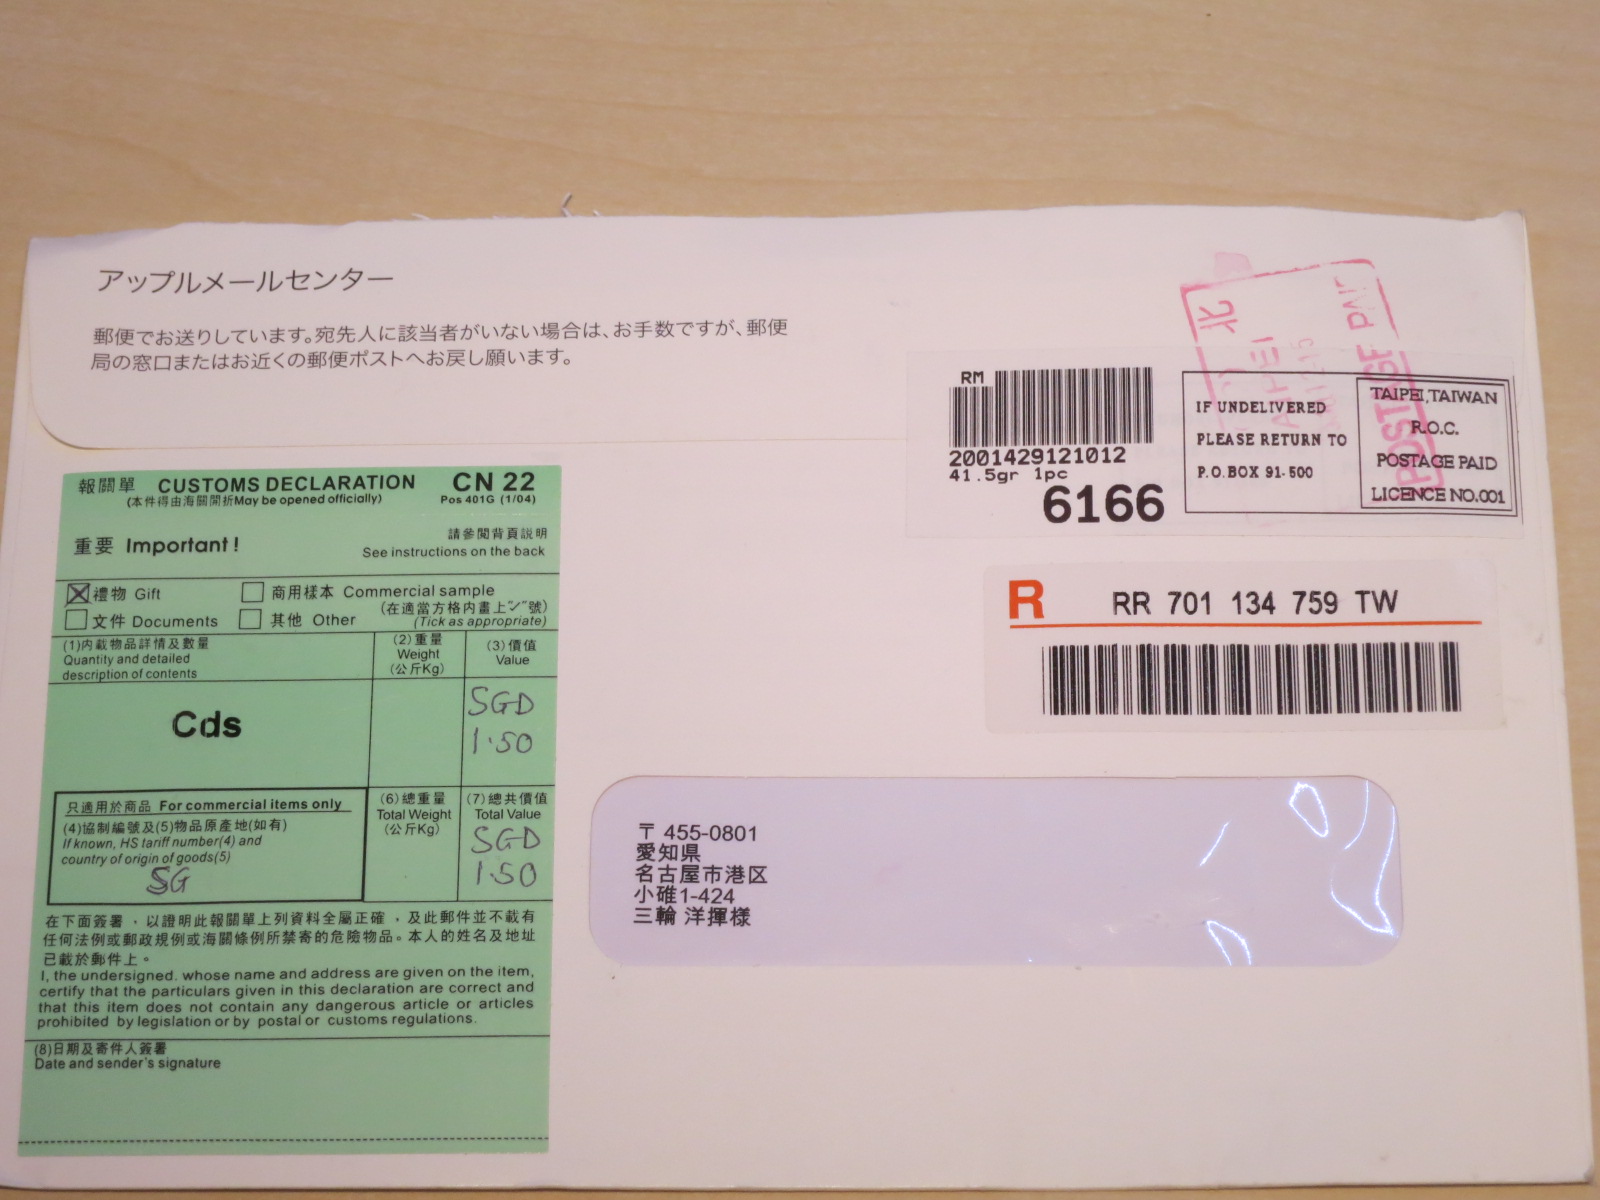 アップルメールセンター
郵便でお送りしています。宛先人に該当者がいない場合は、お手数ですが、郵便
局の窓口またはお近くの郵便ポストへお戻し願います。
RM
2001429121012
41.5gr 1pc
6166
IF UNDELIVERED
PLEASE RETURN TO
P.O.BOX 91-500
TAIPEI,TAIWAN
R.O.C.
POSTAGE PAID
LICENCE NO.001
北
POSTAGE PAI
R RR 701 134 759 TW
報關單 CUSTOMS DECLARATION CN 22
(本件得由海關開折May be opened officially) Pos 401G (1/04)
重要 Important!
請參閱背頁説明
See instructions on the back
禮物 Gift 商用樣本 Commercial sample
文件 Documents 其他 Other
(在適當方格内畫上"✓"號)
(Tick as appropriate)
(1)内載物品詳情及數量
Quantity and detailed
description of contents
(2)重量
Weight
(公斤Kg)
(3)價值
Value
Cds
SGD
1.50
只適用於商品 For commercial items only
(4)協制編號及(5)物品原產地(如有)
If known, HS tariff number(4) and
country of origin of goods(5)
SG
(6)總重量
Total Weight
(公斤Kg)
(7)總共價值
Total Value
SGD
1.50
在下面簽署，以證明此報關單上列資料全屬正確，及此郵件並不載有
任何法例或郵政規例或海關條例所禁寄的危險物品。本人的姓名及地址
已載於郵件上。
I, the undersigned. whose name and address are given on the item,
certify that the particulars given in this declaration are correct and
that this item does not contain any dangerous article or articles
prohibited by legislation or by postal or customs regulations.
(8)日期及寄件人簽署
Date and sender's signature
〒 455-0801
愛知県
名古屋市港区
小碓1-424
三輪 洋揮様